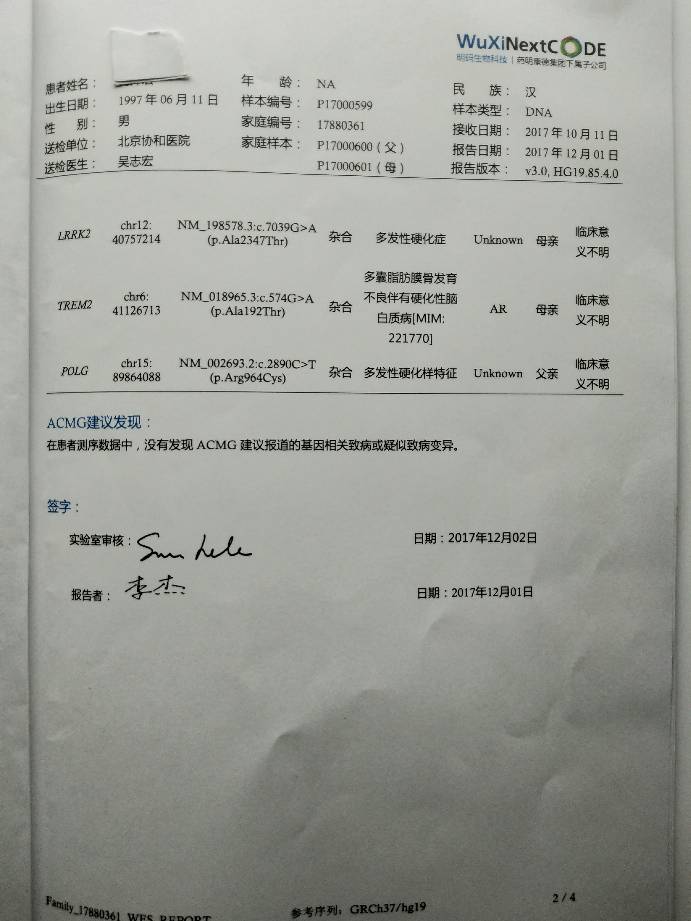 WuXiNextCODE
明码生物科技 | 药明康德集团下属子公司
患者姓名： 年 龄： NA 民 族： 汉
出生日期： 1997 年 06 月 11 日 样本编号： P17000599 样本类型： DNA
性 别： 男 家庭编号： 17880361 接收日期： 2017 年 10 月 11 日
送检单位： 北京协和医院 家庭样本： P17000600（父） 报告日期： 2017 年 12 月 01 日
送检医生： 吴志宏 P17000601（母） 报告版本： v3.0, HG19.85.4.0
LRRK2 chr12: 40757214 NM_198578.3:c.7039G>A (p.Ala2347Thr) 杂合 多发性硬化症 Unknown 母亲 临床意义不明
TREM2 chr6: 41126713 NM_018965.3:c.574G>A (p.Ala192Thr) 杂合 多囊脂肪膜骨发育不良伴有硬化性脑白质病[MIM: 221770] AR 母亲 临床意义不明
POLG chr15: 89864088 NM_002693.2:c.2890C>T (p.Arg964Cys) 杂合 多发性硬化样特征 Unknown 父亲 临床意义不明
ACMG建议发现：
在患者测序数据中，没有发现 ACMG 建议报道的基因相关致病或疑似致病变异。
签字：
实验室审核： Sun Lele 日期：2017年12月02日
报告者： 李杰 日期：2017年12月01日
Family_17880361_WES_REPORT 参考序列：GRCh37/hg19 2 / 4